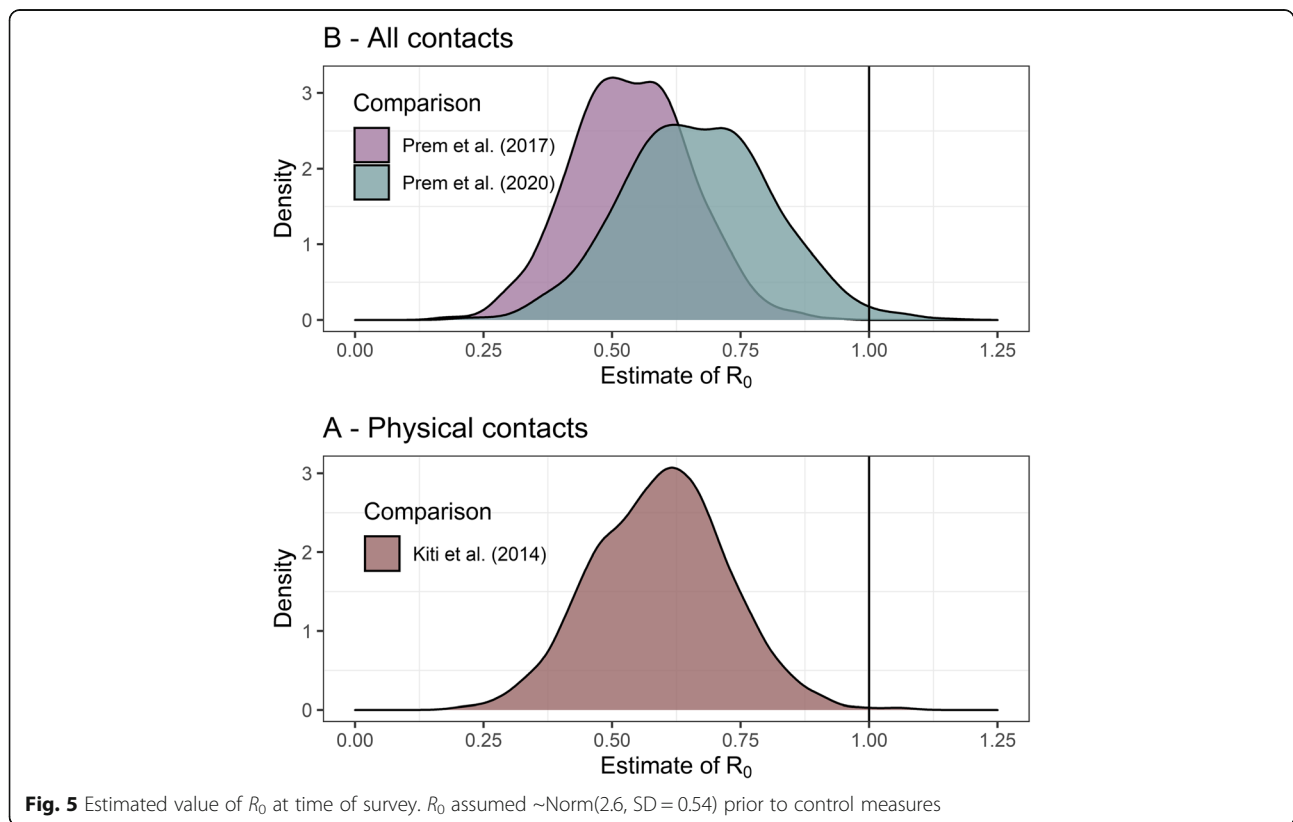 B - All contacts
Comparison
Prem et al. (2017)
Prem et al. (2020)
Density
3
2
1
0
0.00 0.25 0.50 0.75 1.00 1.25
Estimate of R₀
A - Physical contacts
Comparison
Kiti et al. (2014)
Density
3
2
1
0
0.00 0.25 0.50 0.75 1.00 1.25
Estimate of R₀
Fig. 5 Estimated value of R₀ at time of survey. R₀ assumed ~Norm(2.6, SD = 0.54) prior to control measures